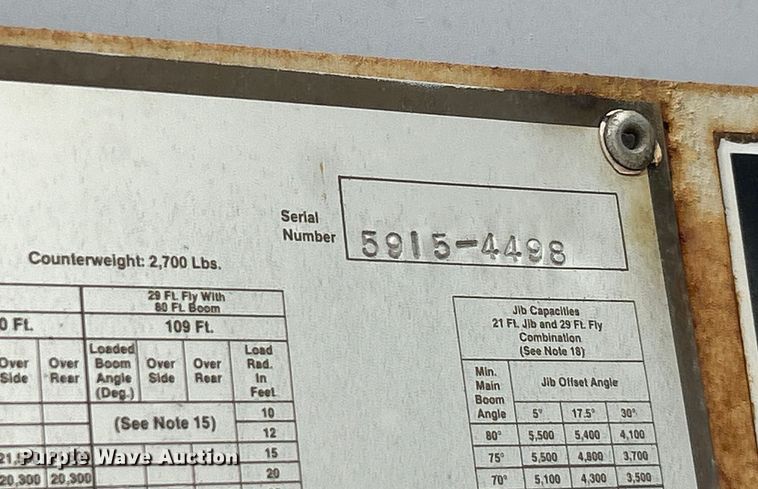 Serial
Number
5915-4498
Counterweight: 2,700 Lbs.
29 Ft. Fly With
80 Ft. Boom
0 Ft. 109 Ft.
Over Side Over Rear Loaded Boom Angle (Deg.) Over Side Over Rear Load Rad. In Feet
(See Note 15) 10
12
15
20,300 20,300 20
Jib Capacities
21 Ft. Jib and 29 Ft. Fly
Combination
(See Note 18)
Min. Main Boom Angle Jib Offset Angle
5° 17.5° 30°
80° 5,500 5,400 4,100
75° 5,500 4,800 3,700
70° 5,100 4,300 3,500
Purple Wave Auction